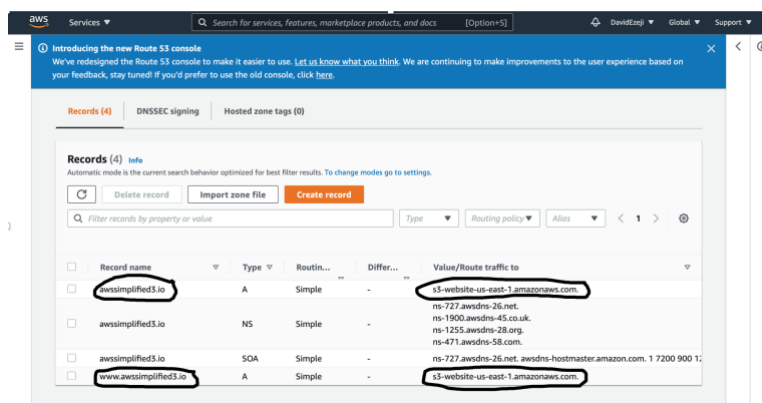 aws Services ▼ Search for services, features, marketplace products, and docs [Option+S] DavidEzeji ▼ Global ▼ Support ▼
Introducing the new Route 53 console
We've redesigned the Route 53 console to make it easier to use. Let us know what you think. We are continuing to make improvements to the user experience based on
your feedback, stay tuned! If you'd prefer to use the old console, click here.
Records (4) DNSSEC signing Hosted zone tags (0)
Records (4) Info
Automatic mode is the current search behavior optimized for best filter results. To change modes go to settings.
Delete record Import zone file Create record
Filter records by property or value Type ▼ Routing policy ▼ Alias ▼ < 1 >
Record name Type Routin... Differ... Value/Route traffic to
awssimplified3.io A Simple - s3-website-us-east-1.amazonaws.com.
ns-727.awsdns-26.net.
ns-1900.awsdns-45.co.uk.
awssimplified3.io NS Simple -
ns-1255.awsdns-28.org.
ns-471.awsdns-58.com.
awssimplified3.io SOA Simple - ns-727.awsdns-26.net. awsdns-hostmaster.amazon.com. 1 7200 900 12
www.awssimplified3.io A Simple - s3-website-us-east-1.amazonaws.com.